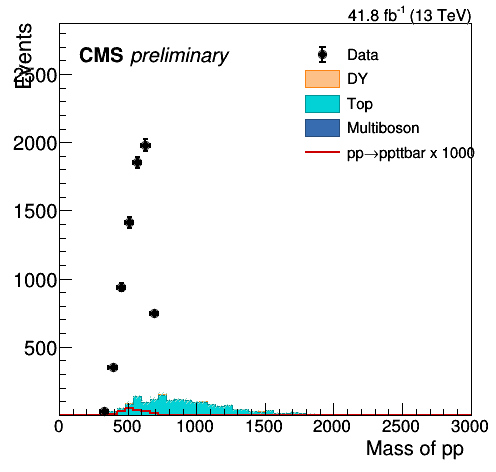 41.8 fb-1 (13 TeV)
CMS preliminary
Events
Data
DY
Top
Multiboson
pp→ppttbar x 1000
2500
2000
1500
1000
500
0 500 1000 1500 2000 2500 3000
Mass of pp